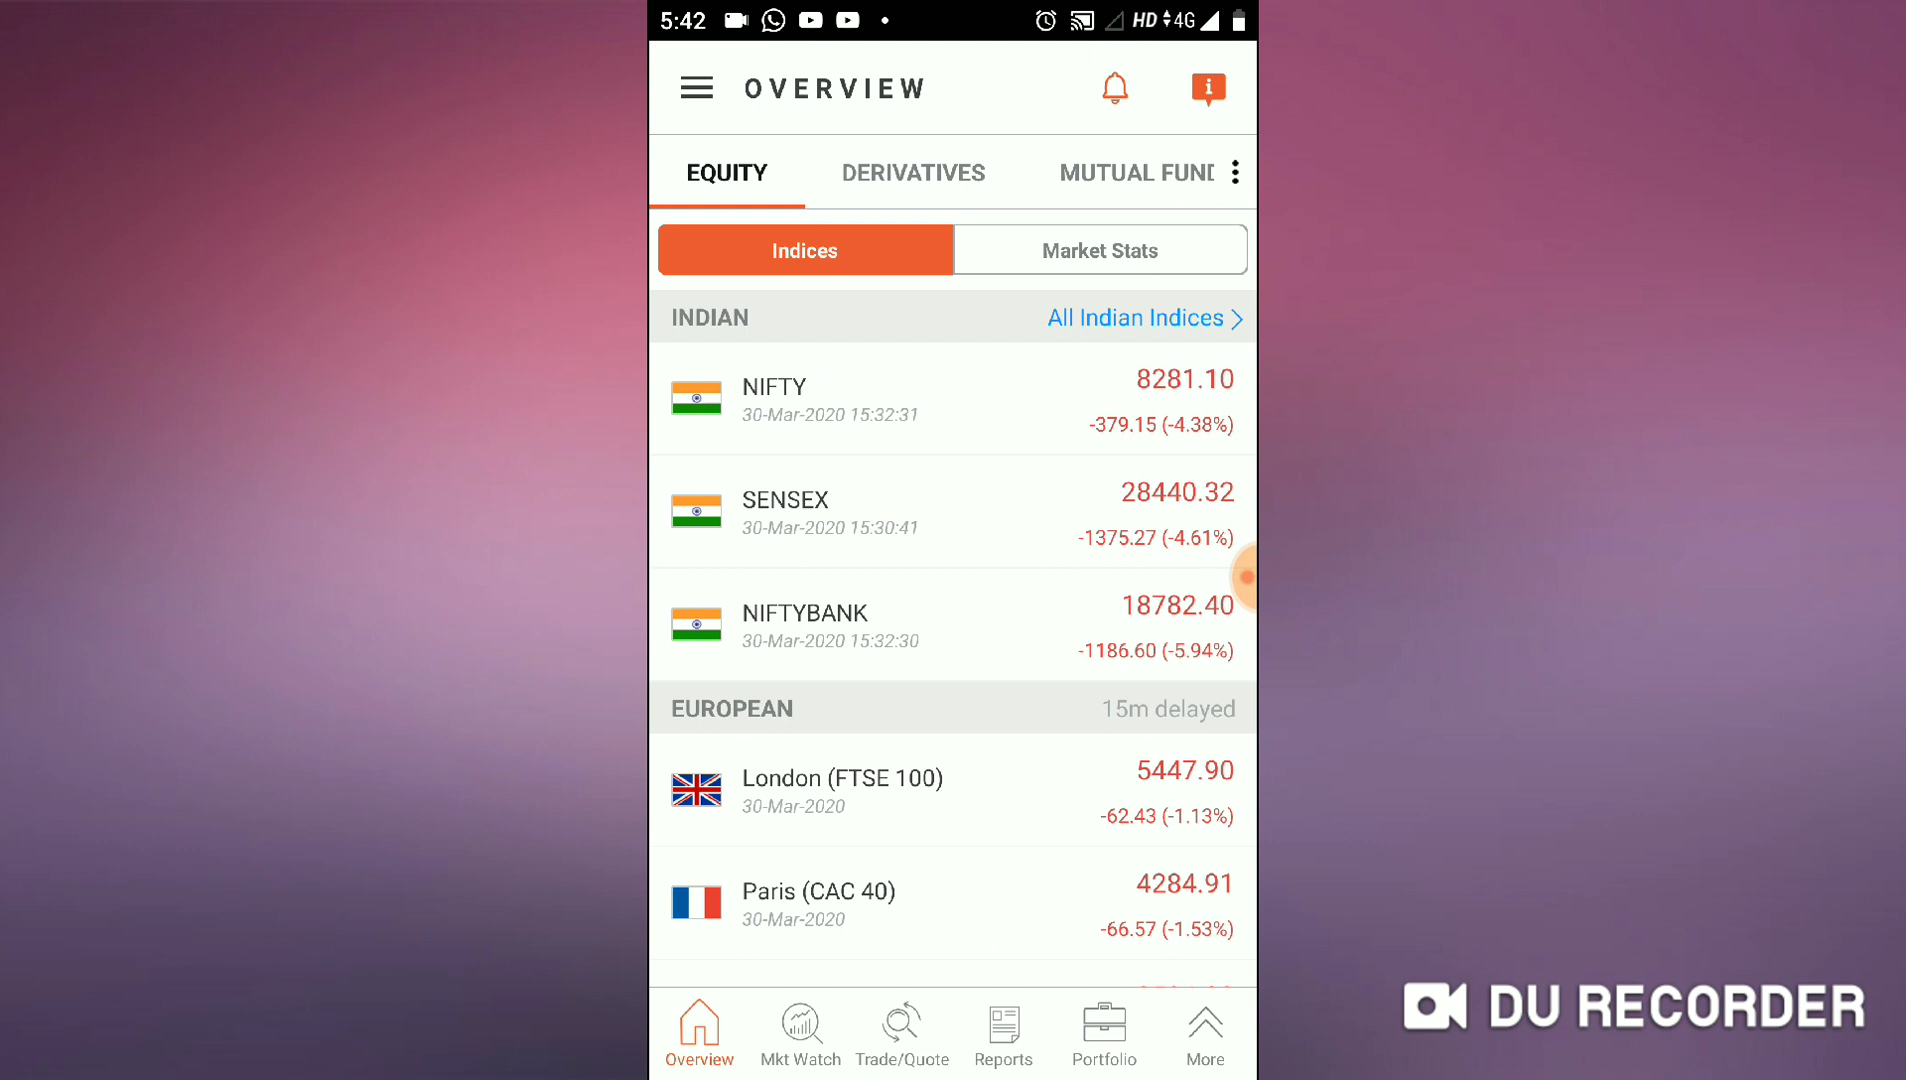 5:42 HD 4G
OVERVIEW
EQUITY DERIVATIVES MUTUAL FUND
Indices Market Stats
INDIAN All Indian Indices
NIFTY 8281.10
30-Mar-2020 15:32:31 -379.15 (-4.38%)
SENSEX 28440.32
30-Mar-2020 15:30:41 -1375.27 (-4.61%)
NIFTYBANK 18782.40
30-Mar-2020 15:32:30 -1186.60 (-5.94%)
EUROPEAN 15m delayed
London (FTSE 100) 5447.90
30-Mar-2020 -62.43 (-1.13%)
Paris (CAC 40) 4284.91
30-Mar-2020 -66.57 (-1.53%)
Overview Mkt Watch Trade/Quote Reports Portfolio More
DU RECORDER